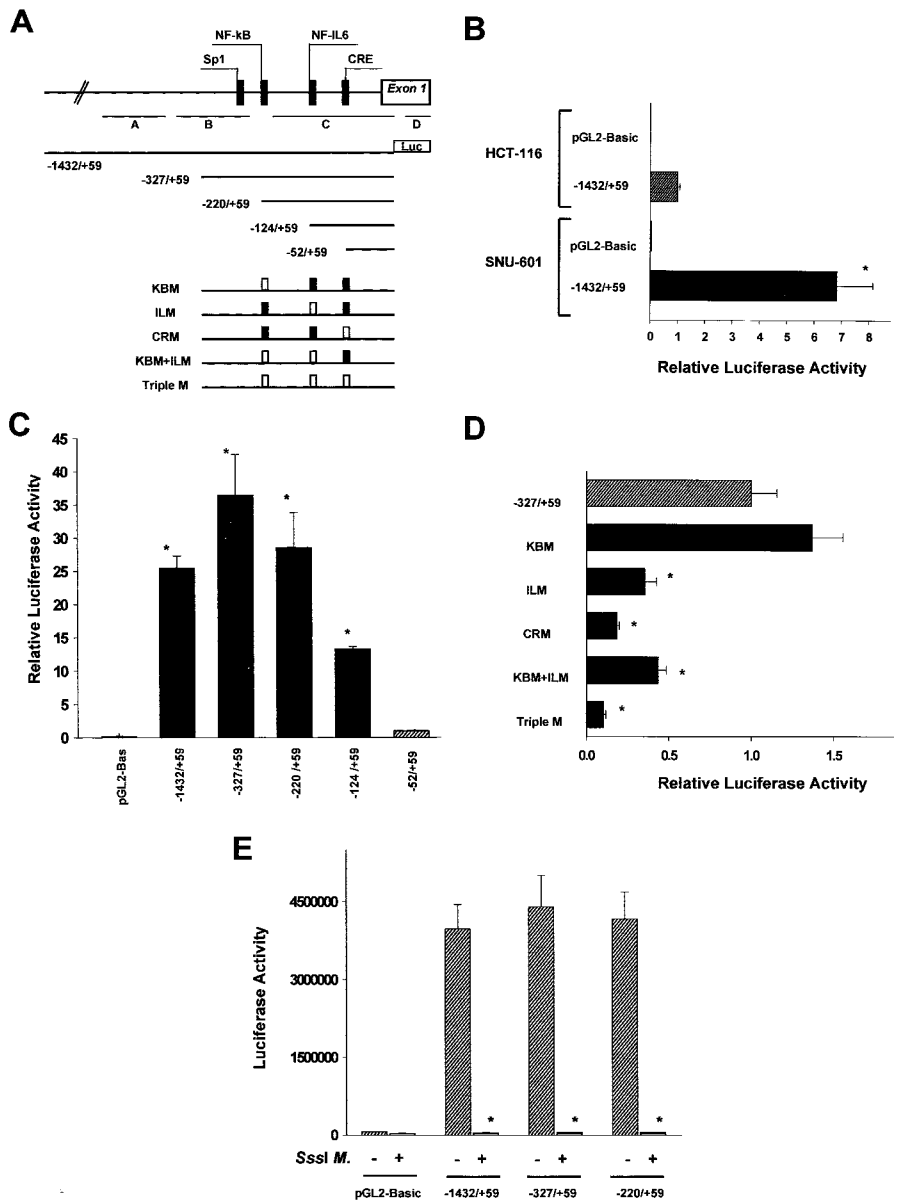 A
NF-kB
NF-IL6
Sp1
CRE
Exon 1
A
B
C
D
Luc
-1432/+59
-327/+59
-220/+59
-124/+59
-52/+59
KBM
ILM
CRM
KBM+ILM
Triple M
B
HCT-116
pGL2-Basic
-1432/+59
SNU-601
pGL2-Basic
-1432/+59
*
0 1 2 3 4 5 6 7 8
Relative Luciferase Activity
C
Relative Luciferase Activity
45
40
35
30
25
20
15
10
5
0
* * * *
pGL2-Bas
-1432/+59
-327/+59
-220 /+59
-124 /+59
-52/+59
D
-327/+59
KBM
ILM *
CRM *
KBM+ILM *
Triple M *
0.0 0.5 1.0 1.5
Relative Luciferase Activity
E
Luciferase Activity
4500000
3000000
1500000
0
* * *
SssI M. - + - + - + - +
pGL2-Basic -1432/+59 -327/+59 -220/+59